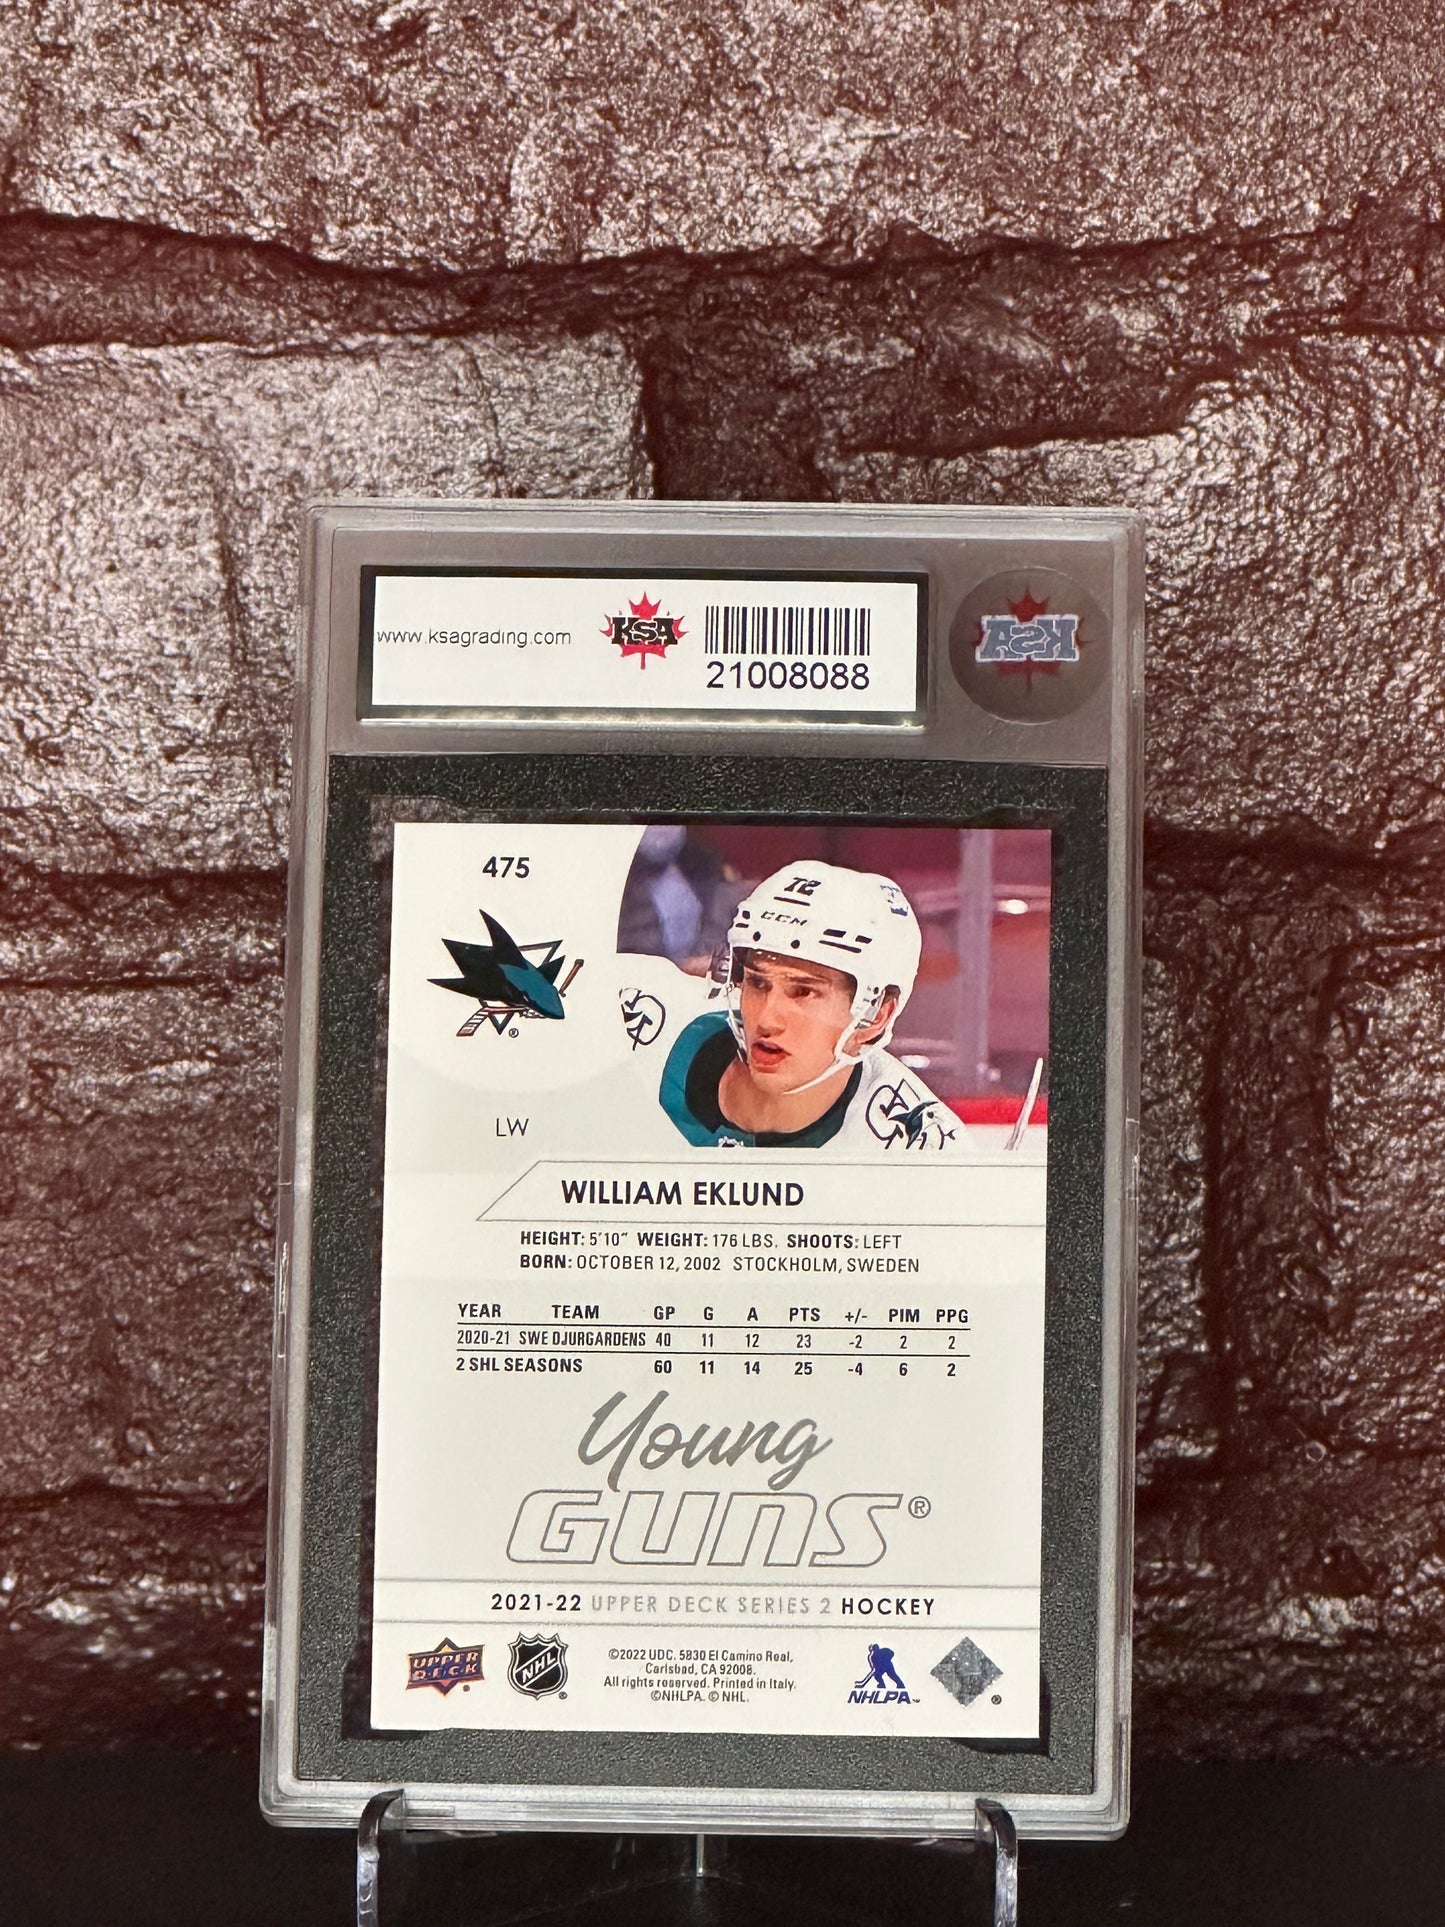 www.ksagrading.com
KSA
21008088
KSA
475
72
CCM
LW
WILLIAM EKLUND
HEIGHT: 5'10" WEIGHT: 176 LBS. SHOOTS: LEFT
BORN: OCTOBER 12, 2002 STOCKHOLM, SWEDEN
YEAR TEAM GP G A PTS +/- PIM PPG
2020-21 SWE DJURGARDENS 40 11 12 23 -2 2 2
2 SHL SEASONS 60 11 14 25 -4 6 2
Young
GUNS®
2021-22 UPPER DECK SERIES 2 HOCKEY
UPPER
DECK
NHL
©2022 UDC. 5830 El Camino Real,
Carlsbad, CA 92008.
All rights reserved. Printed in Italy.
©NHLPA. © NHL.
NHLPA™